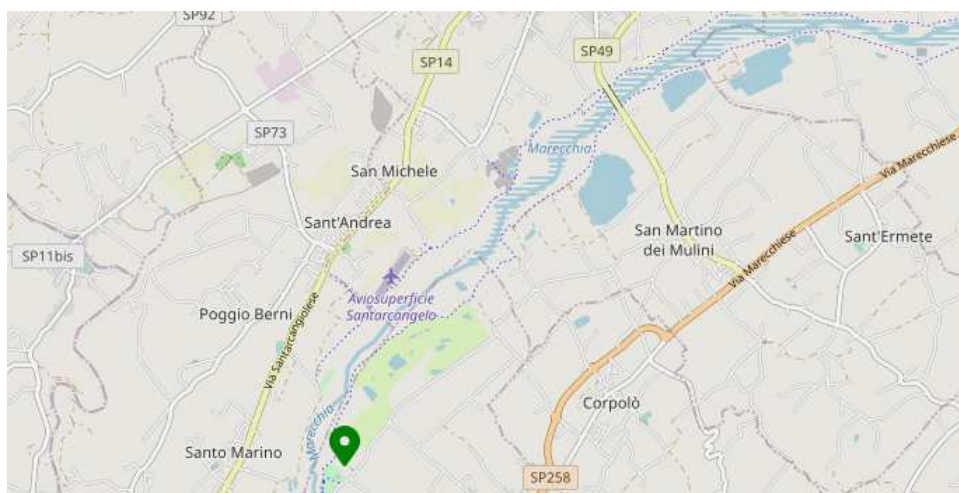 SP92
SP49
SP14
SP73
Marecchia
Via Marecchiese
San Michele
Sant'Andrea
San Martino
dei Mulini
Sant'Ermete
SP11bis
Via Marecchiese
Aviosuperficie
Santarcangelo
Poggio Berni
Via Santarcangiolese
Corpolò
Marecchia
Santo Marino
SP258